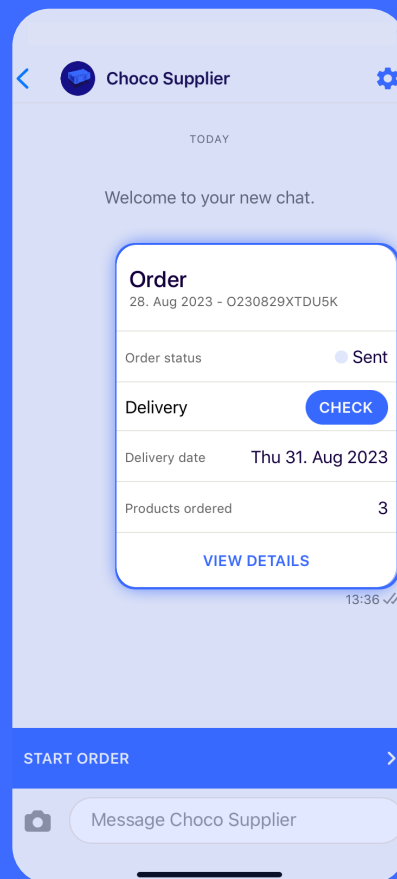 Choco Supplier
TODAY
Welcome to your new chat.
Order
28. Aug 2023 - O230829XTDU5K
Order status Sent
Delivery CHECK
Delivery date Thu 31. Aug 2023
Products ordered 3
VIEW DETAILS
13:36
START ORDER
Message Choco Supplier